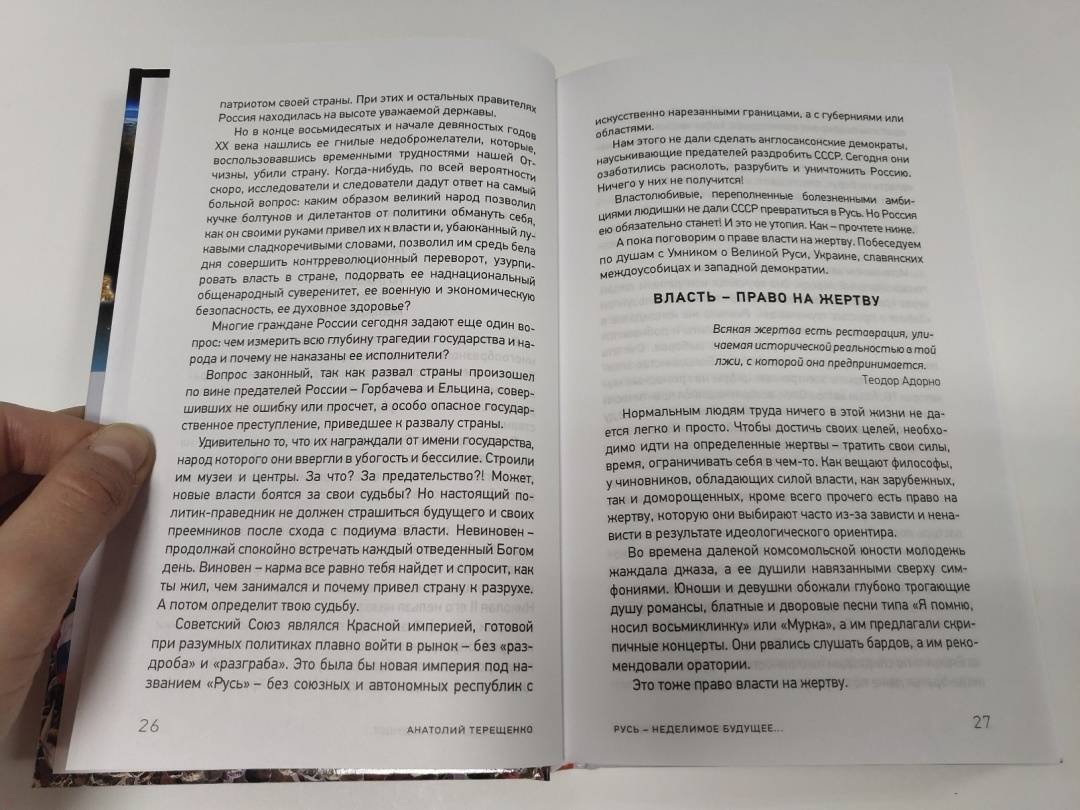 патриотом своей страны. При этих и остальных правителях
Россия находилась на высоте уважаемой державы.
Но в конце восьмидесятых и начале девяностых годов
XX века нашлись ее гнилые недоброжелатели, которые,
воспользовавшись временными трудностями нашей От-
чизны, убили страну. Когда-нибудь, по всей вероятности
скоро, исследователи и следователи дадут ответ на самый
больной вопрос: каким образом великий народ позволил
кучке болтунов и дилетантов от политики обмануть себя,
как он своими руками привел их к власти и, убаюканный лу-
кавыми сладкоречивыми словами, позволил им средь бела
дня совершить контрреволюционный переворот, узурпи-
ровать власть в стране, подорвать ее наднациональный
общенародный суверенитет, ее военную и экономическую
безопасность, ее духовное здоровье?
Многие граждане России сегодня задают еще один во-
прос: чем измерить всю глубину трагедии государства и на-
рода и почему не наказаны ее исполнители?
Вопрос законный, так как развал страны произошел
по вине предателей России – Горбачева и Ельцина, совер-
шивших не ошибку или просчет, а особо опасное государ-
ственное преступление, приведшее к развалу страны.
Удивительно то, что их награждали от имени государства,
народ которого они ввергли в убогость и бессилие. Строили
им музеи и центры. За что? За предательство?! Может,
новые власти боятся за свои судьбы? Но настоящий по-
литик-праведник не должен страшиться будущего и своих
преемников после схода с подиума власти. Невиновен –
продолжай спокойно встречать каждый отведенный Богом
день. Виновен – карма все равно тебя найдет и спросит, как
ты жил, чем занимался и почему привел страну к разрухе.
А потом определит твою судьбу.
Советский Союз являлся Красной империей, готовой
при разумных политиках плавно войти в рынок – без «раз-
дроба» и «разграба». Это была бы новая империя под на-
званием «Русь» – без союзных и автономных республик с
26
АНАТОЛИЙ ТЕРЕЩЕНКО
искусственно нарезанными границами, а с губерниями или
областями.
Нам этого не дали сделать англосаксонские демократы,
науськивающие предателей раздробить СССР. Сегодня они
озаботились расколоть, разрубить и уничтожить Россию.
Ничего у них не получится!
Властолюбивые, переполненные болезненными амби-
циями людишки не дали СССР превратиться в Русь. Но Россия
ею обязательно станет! И это не утопия. Как – прочтете ниже.
А пока поговорим о праве власти на жертву. Побеседуем
по душам с Умником о Великой Руси, Украине, славянских
междоусобицах и западной демократии.
ВЛАСТЬ – ПРАВО НА ЖЕРТВУ
Всякая жертва есть реставрация, ули-
чаемая исторической реальностью в той
лжи, с которой она предпринимается.
Теодор Адорно
Нормальным людям труда ничего в этой жизни не да-
ется легко и просто. Чтобы достичь своих целей, необхо-
димо идти на определенные жертвы – тратить свои силы,
время, ограничивать себя в чем-то. Как вещают философы,
у чиновников, обладающих силой власти, как зарубежных,
так и доморощенных, кроме всего прочего есть право на
жертву, которую они выбирают часто из-за зависти и нена-
висти в результате идеологического ориентира.
Во времена далекой комсомольской юности молодежь
жаждала джаза, а ее душили навязанными сверху сим-
фониями. Юноши и девушки обожали глубоко трогающие
душу романсы, блатные и дворовые песни типа «Я помню,
носил восьмиклинку» или «Мурка», а им предлагали скри-
пичные концерты. Они рвались слушать бардов, а им реко-
мендовали оратории.
Это тоже право власти на жертву.
РУСЬ – НЕДЕЛИМОЕ БУДУЩЕЕ...
27